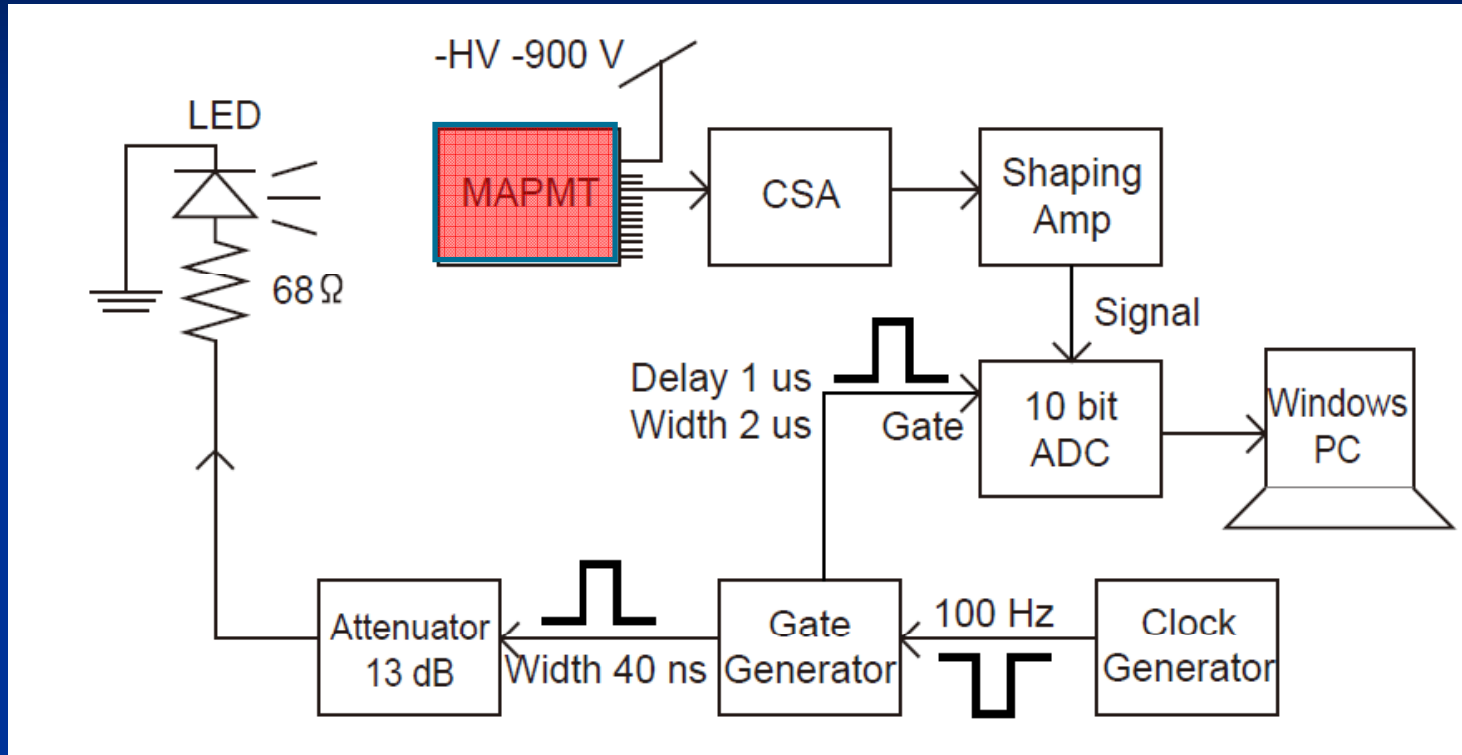 -HV -900 V
LED
MAPMT
CSA
Shaping
Amp
68Ω
Signal
Delay 1 us
Width 2 us
Gate
10 bit
ADC
Windows
PC
Attenuator
13 dB
Width 40 ns
Gate
Generator
100 Hz
Clock
Generator